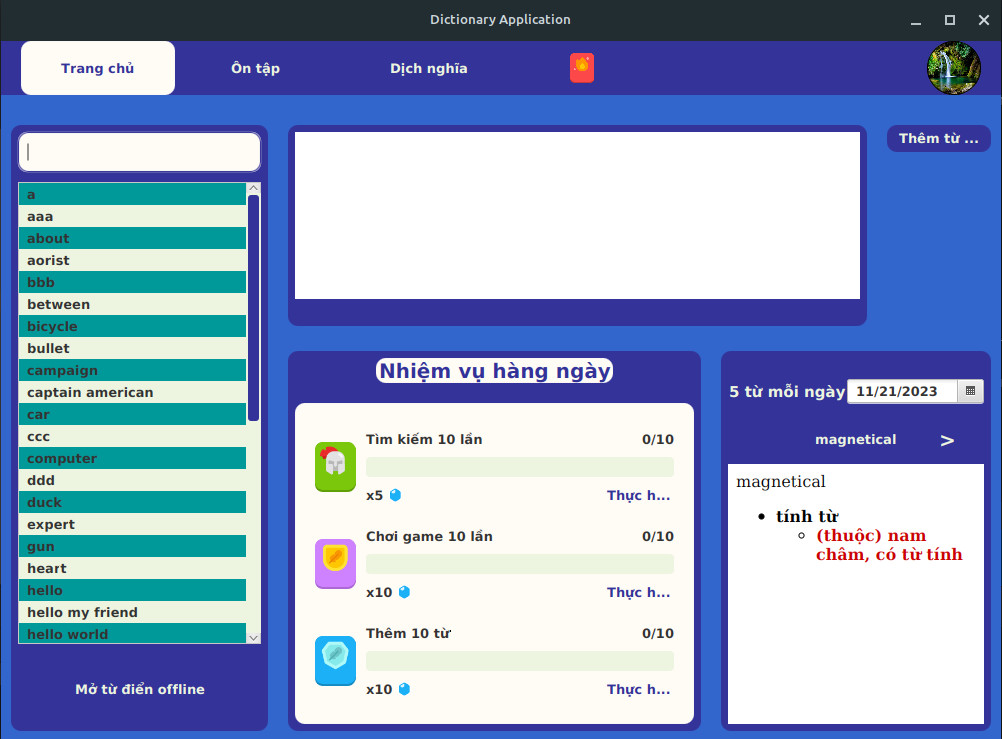 Dictionary Application
Trang chủ
Ôn tập
Dịch nghĩa
Thêm từ ...
a
aaa
about
aorist
bbb
between
bicycle
bullet
campaign
captain american
car
ccc
computer
ddd
duck
expert
gun
heart
hello
hello my friend
hello world
Mở từ điển offline
Nhiệm vụ hàng ngày
Tìm kiếm 10 lần 0/10
x5 Thực h...
Chơi game 10 lần 0/10
x10 Thực h...
Thêm 10 từ 0/10
x10 Thực h...
5 từ mỗi ngày 11/21/2023
magnetical >
magnetical
tính từ
(thuộc) nam
châm, có từ tính